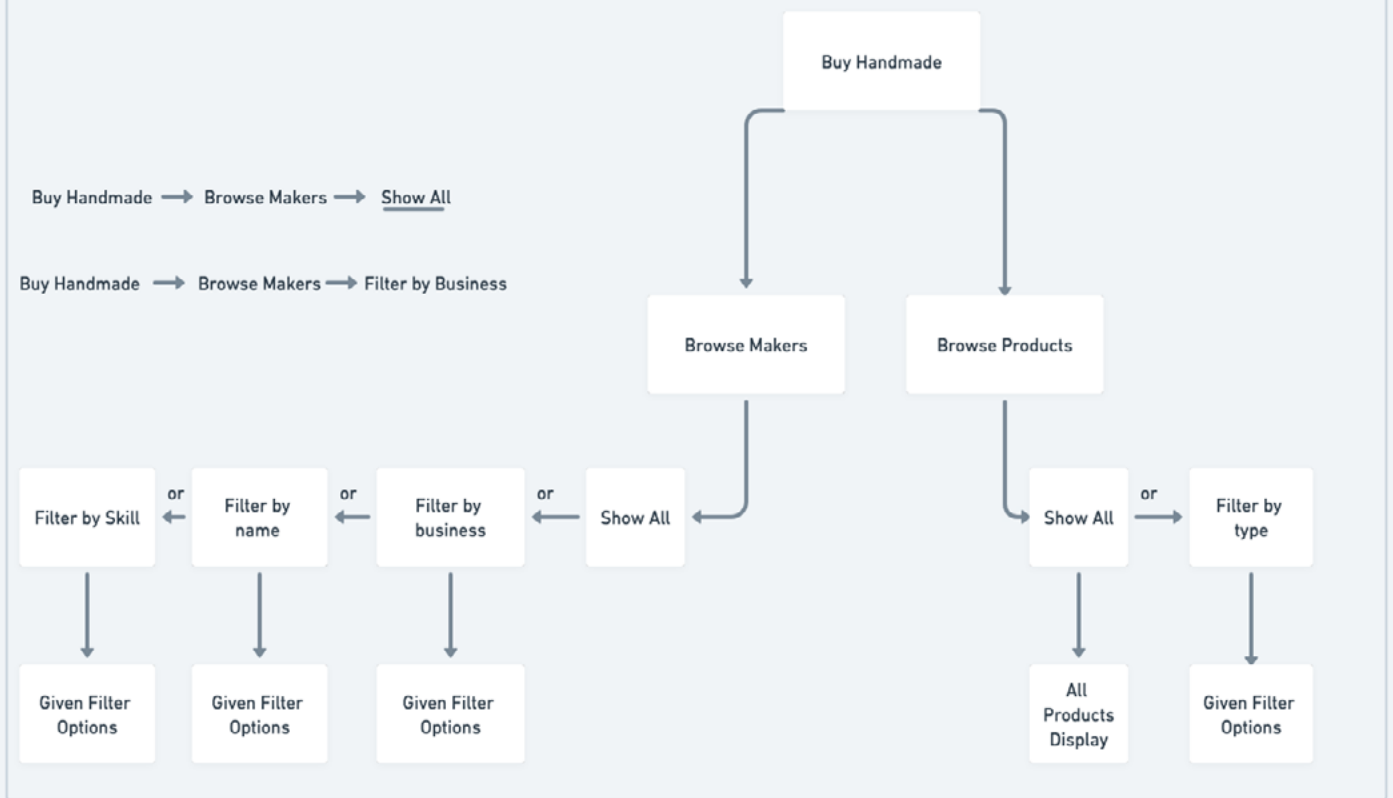 Buy Handmade
Buy Handmade Browse Makers Show All
Buy Handmade Browse Makers Filter by Business
Browse Makers
Browse Products
Filter by Skill
or
Filter by
name
or
Filter by
business
or
Show All
Show All
or
Filter by
type
Given Filter
Options
Given Filter
Options
Given Filter
Options
All
Products
Display
Given Filter
Options